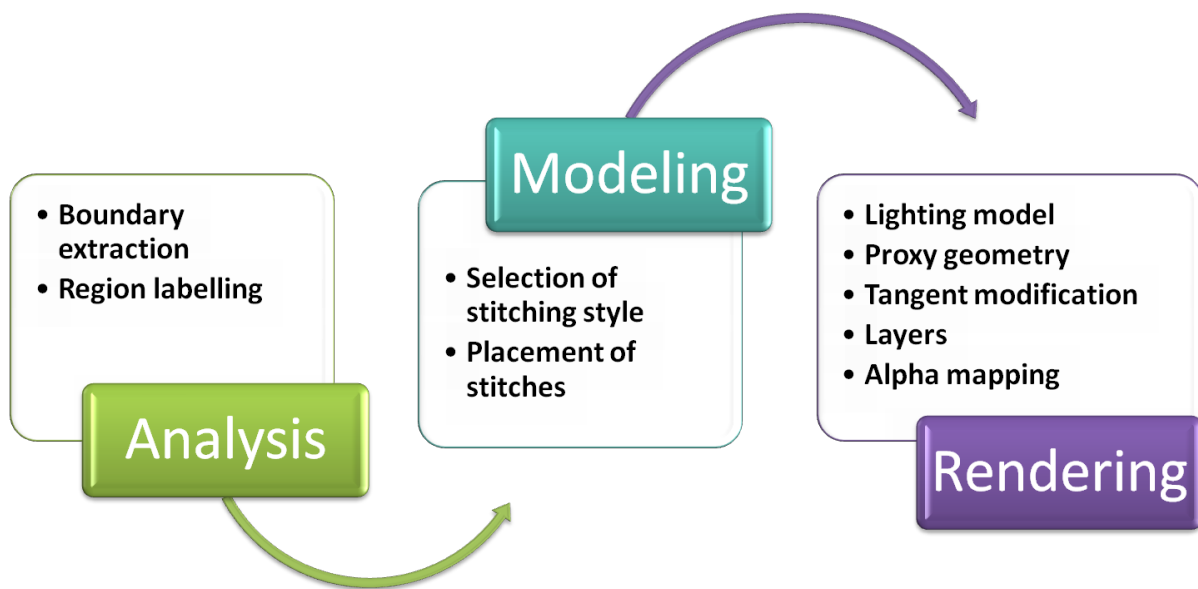 • Boundary
extraction
• Region labelling
Analysis
Modeling
• Selection of
stitching style
• Placement of
stitches
• Lighting model
• Proxy geometry
• Tangent modification
• Layers
• Alpha mapping
Rendering